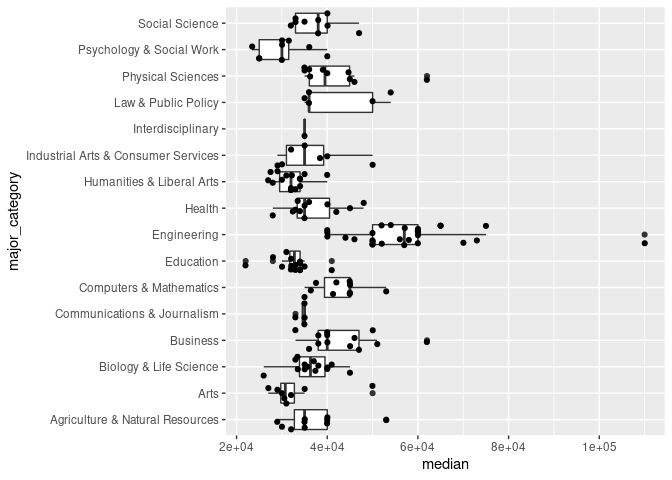 Social Science
Psychology & Social Work
Physical Sciences
Law & Public Policy
Interdisciplinary
Industrial Arts & Consumer Services
Humanities & Liberal Arts
Health
Engineering
Education
Computers & Mathematics
Communications & Journalism
Business
Biology & Life Science
Arts
Agriculture & Natural Resources
major_category
2e+04 4e+04 6e+04 8e+04 1e+05
median